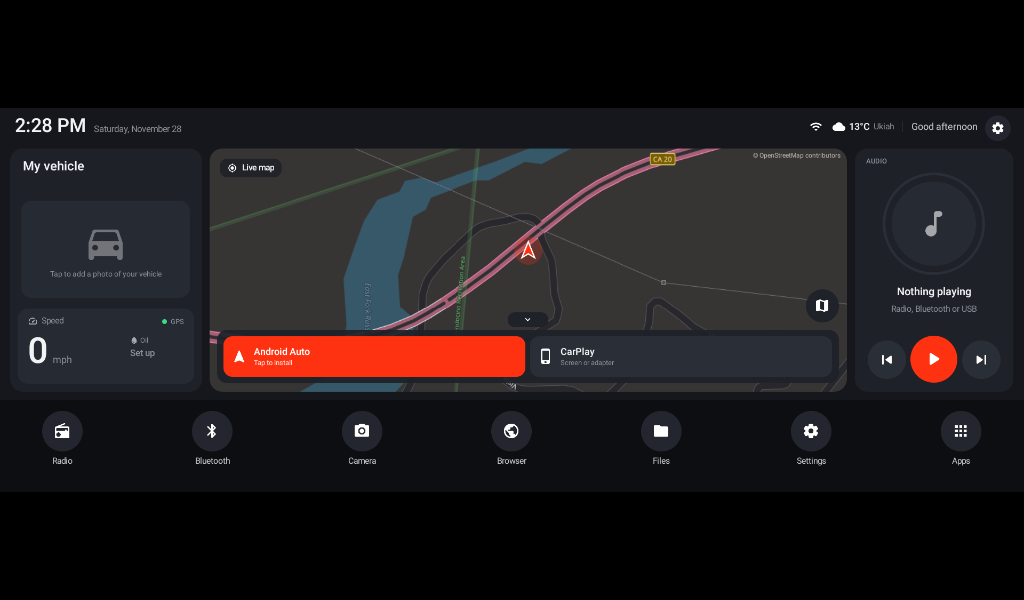 2:28 PM Saturday, November 28
13°C Ukiah Good afternoon
My vehicle
Tap to add a photo of your vehicle
Speed GPS
0 mph
Oil
Set up
Live map
CA 20
© OpenStreetMap contributors
Android Auto
Tap to install
CarPlay
Screen or adapter
AUDIO
Nothing playing
Radio, Bluetooth or USB
Radio
Bluetooth
Camera
Browser
Files
Settings
Apps